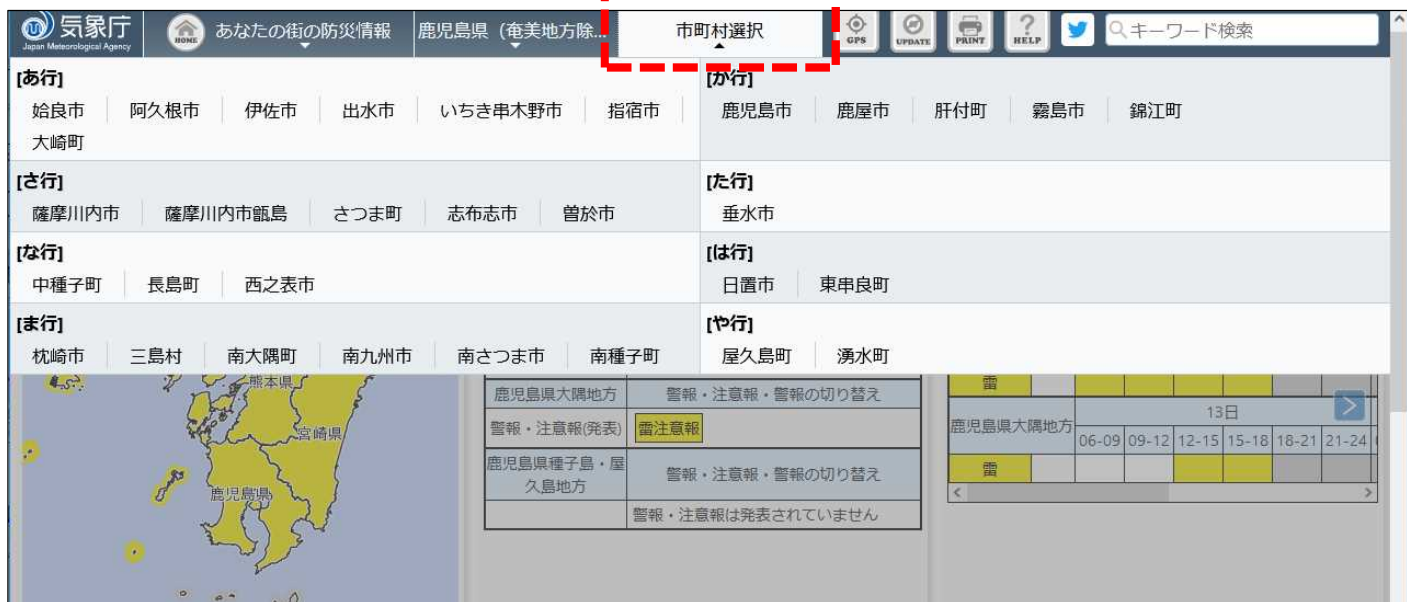 気象庁
Japan Meteorological Agency
HOME
あなたの街の防災情報
鹿児島県（奄美地方除...
市町村選択
GPS
UPDATE
PRINT
HELP
キーワード検索
[あ行]
姶良市 阿久根市 伊佐市 出水市 いちき串木野市 指宿市
大崎町
[か行]
鹿児島市 鹿屋市 肝付町 霧島市 錦江町
[さ行]
薩摩川内市 薩摩川内市甑島 さつま町 志布志市 曽於市
[た行]
垂水市
[な行]
中種子町 長島町 西之表市
[は行]
日置市 東串良町
[ま行]
枕崎市 三島村 南大隅町 南九州市 南さつま市 南種子町
[や行]
屋久島町 湧水町
熊本県
宮崎県
鹿児島県
鹿児島県大隅地方 警報・注意報・警報の切り替え
警報・注意報(発表) 雷注意報
鹿児島県種子島・屋
久島地方
警報・注意報・警報の切り替え
警報・注意報は発表されていません
雷
鹿児島県大隅地方
13日
06-09 09-12 12-15 15-18 18-21 21-24
雷